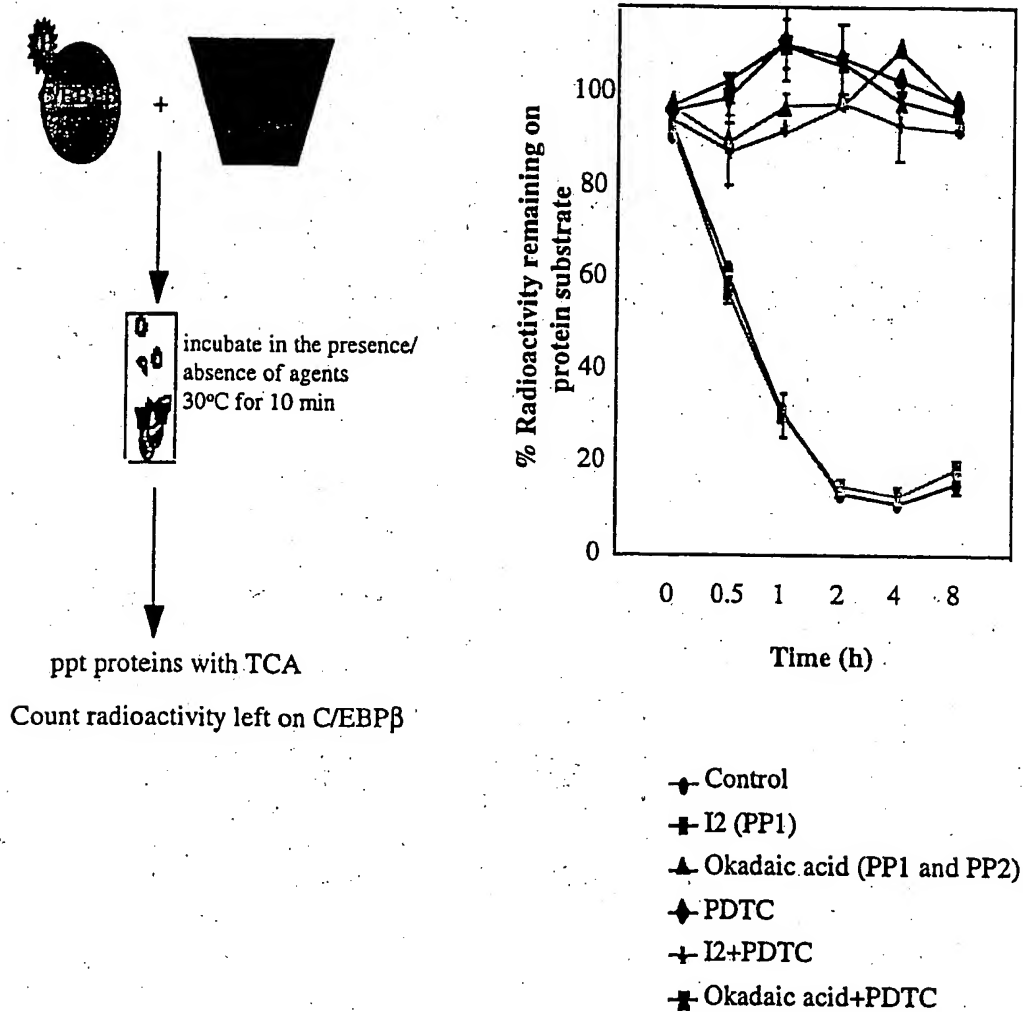 C/EBPβ
+
incubate in the presence/
absence of agents
30°C for 10 min
ppt proteins with TCA
Count radioactivity left on C/EBPβ
% Radioactivity remaining on
protein substrate
100
80
60
40
20
0
0 0.5 1 2 4 8
Time (h)
Control
I2 (PP1)
Okadaic acid (PP1 and PP2)
PDTC
I2+PDTC
Okadaic acid+PDTC